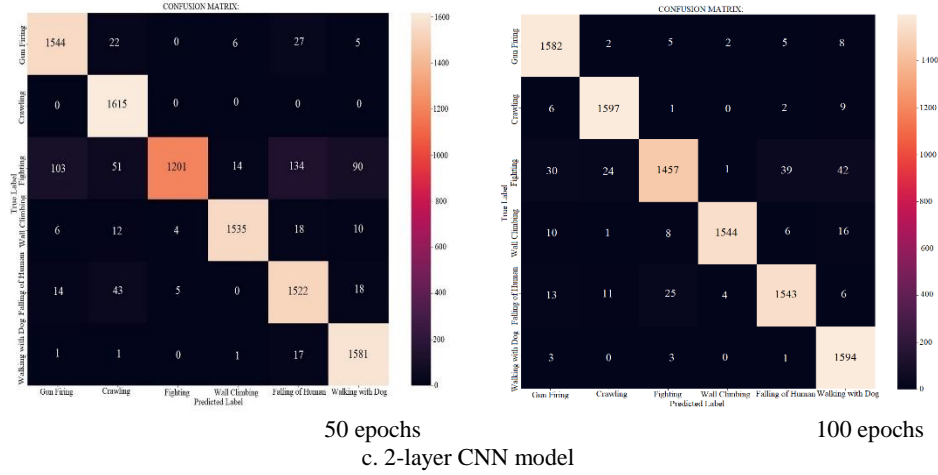 CONFUSION MATRIX:
Gun Firing 1544 22 0 6 27 5
Crawling 0 1615 0 0 0 0
Fighting 103 51 1201 14 134 90
Wall Climbing 6 12 4 1535 18 10
Falling of Human 14 43 5 0 1522 18
Walking with Dog 1 1 0 1 17 1581
True Label
Gun Firing Crawling Fighting Wall Climbing Falling of Human Walking with Dog
Predicted Label
1600
1400
1200
1000
800
600
400
200
0
CONFUSION MATRIX:
Gun Firing 1582 2 5 2 5 8
Crawling 6 1597 1 0 2 9
Fighting 30 24 1457 1 39 42
Wall Climbing 10 1 8 1544 6 16
Falling of Human 13 11 25 4 1543 6
Walking with Dog 3 0 3 0 1 1594
True Label
Gun Firing Crawling Fighting Wall Climbing Falling of Human Walking with Dog
Predicted Label
1400
1200
1000
800
600
400
200
0
50 epochs 100 epochs
c. 2-layer CNN model